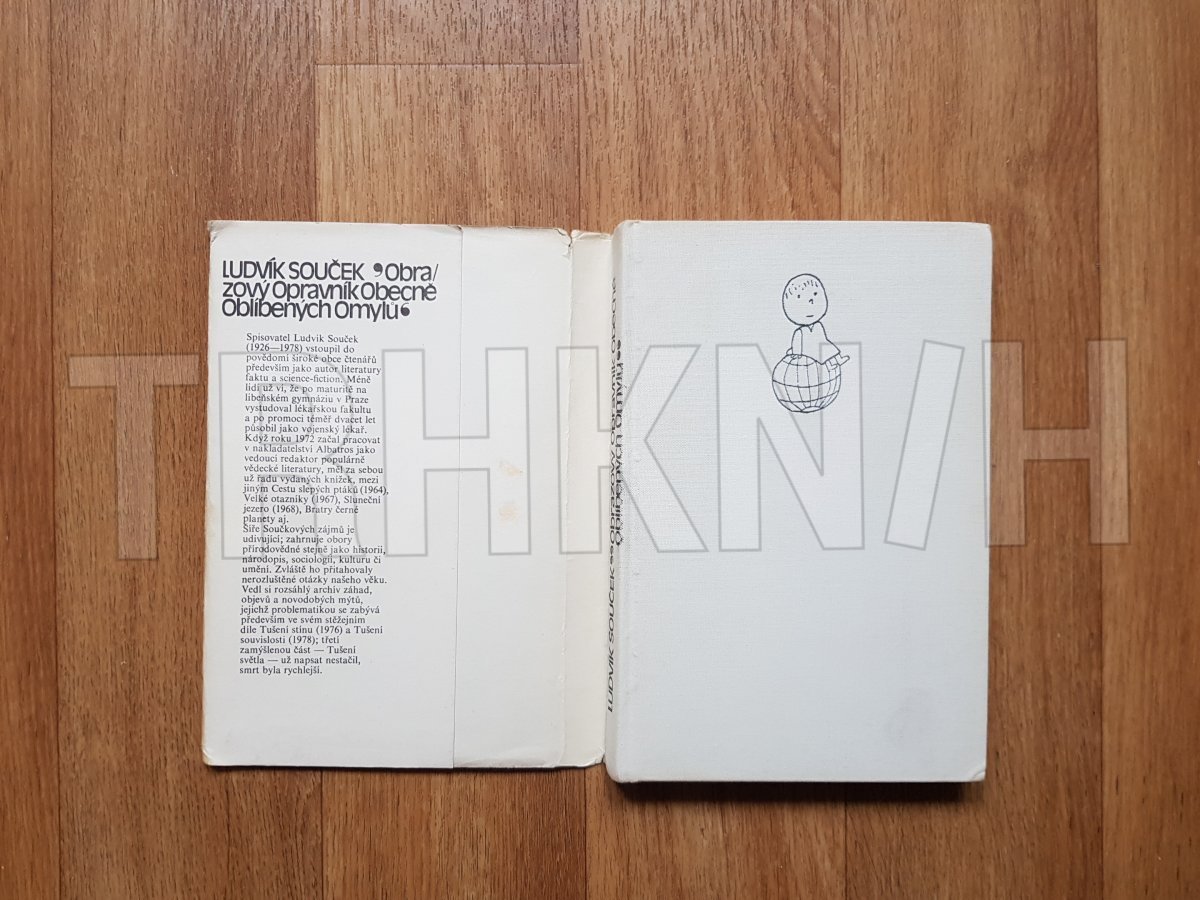 LUDVÍK SOUČEK „Obra/
zový Opravník Obecně
Oblíbených Omylů“
Spisovatel Ludvík Souček
(1926—1978) vstoupil do
povědomí široké obce čtenářů
především jako autor literatury
faktu a science-fiction. Méně
lidí už ví, že po maturitě na
libeňském gymnáziu v Praze
vystudoval lékařskou fakultu
a po promoci téměř dvacet let
působil jako vojenský lékař.
Když roku 1972 začal pracovat
v nakladatelství Albatros jako
vedoucí redaktor populárně
vědecké literatury, měl za sebou
už řadu vydaných knížek, mezi
jiným Cestu slepých ptáků (1964),
Velké otazníky (1967), Sluneční
jezero (1968), Bratry černé
planety aj.
Šíře Součkových zájmů je
udivující; zahrnuje obory
přírodovědné stejně jako historii,
národopis, sociologii, kulturu či
umění. Zvláště ho přitahovaly
nerozluštěné otázky našeho věku.
Vedl si rozsáhlý archiv záhad,
objevů a novodobých mýtů,
jejichž problematikou se zabývá
především ve svém stěžejním
díle Tušení stínu (1976) a Tušení
souvislosti (1978); třetí
zamýšlenou část — Tušení
světla — už napsat nestačil,
smrt byla rychlejší.
LUDVÍK SOUČEK „Obrazový Opravník Obecně
Oblíbených Omylů“
TRHKNIH